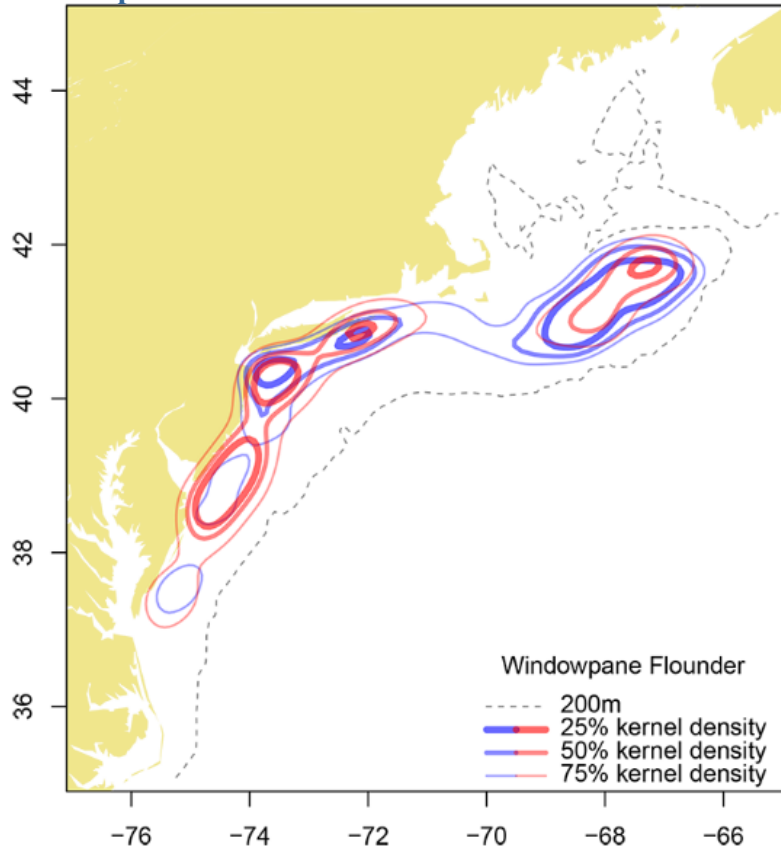 44
42
40
38
36
Windowpane Flounder
200m
25% kernel density
50% kernel density
75% kernel density
−76 −74 −72 −70 −68 −66